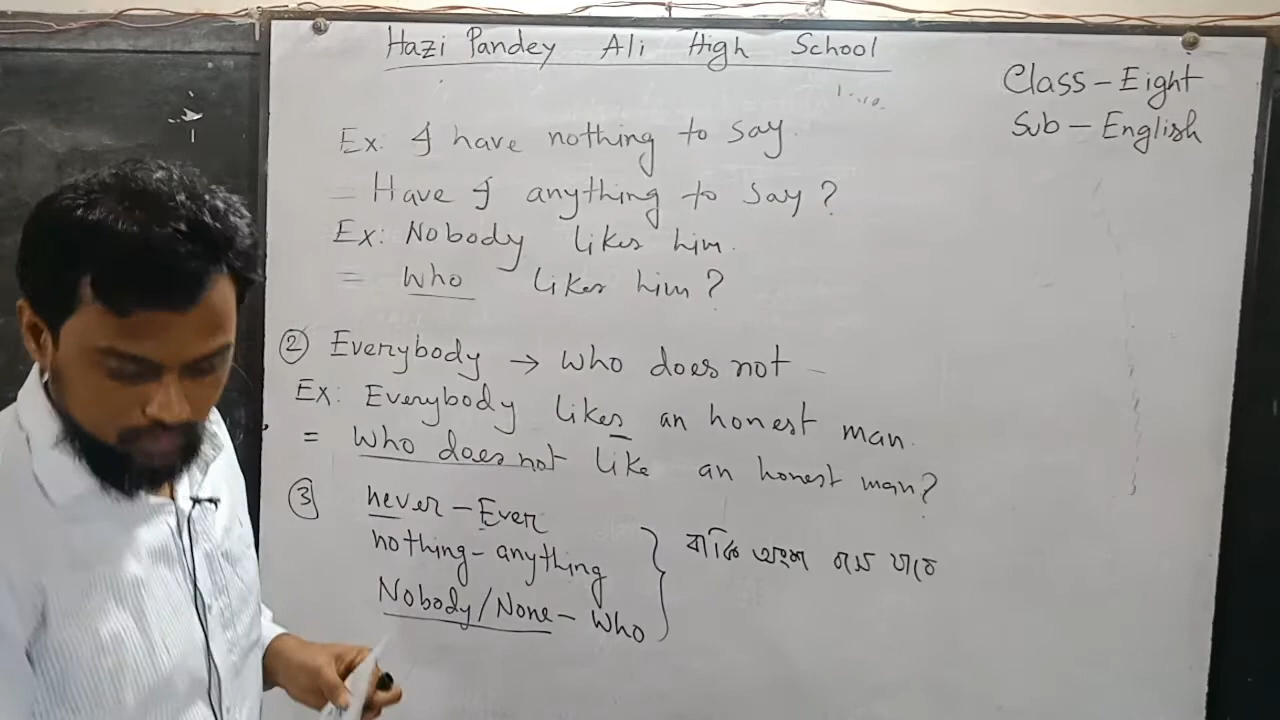 Hazi Pandey Ali High School
Class - Eight
Sub - English
Ex: I have nothing to say.
= Have I anything to say?
Ex: Nobody likes him.
= Who likes him?
② Everybody → Who does not -
Ex: Everybody likes an honest man.
= Who does not like an honest man?
③ never - Ever
nothing - anything
Nobody/None - Who
বাকি অংশ বসে যাবে